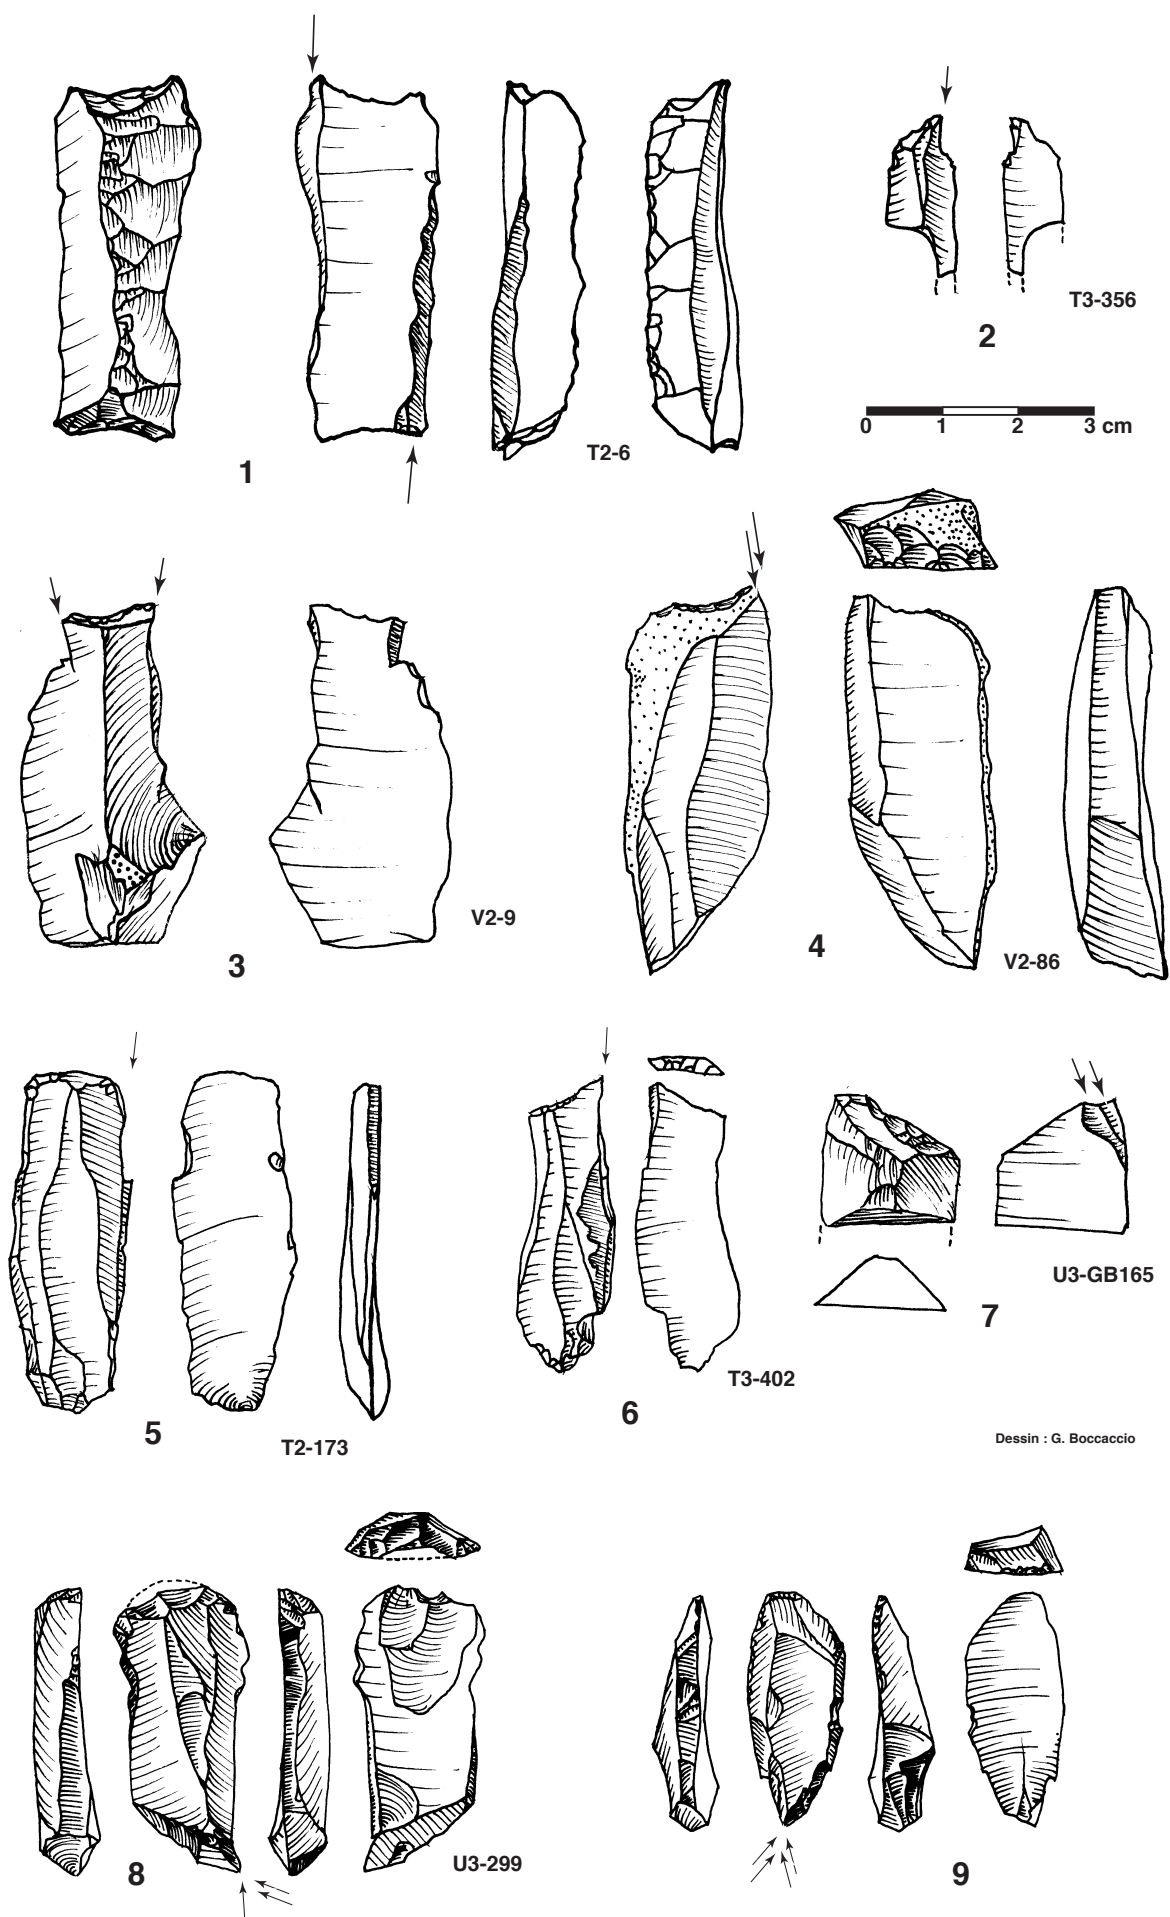 T3-356
2
0 1 2 3 cm
T2-6
1
V2-9
3
4
V2-86
5
T2-173
T3-402
6
U3-GB165
7
Dessin : G. Boccaccio
8
U3-299
9